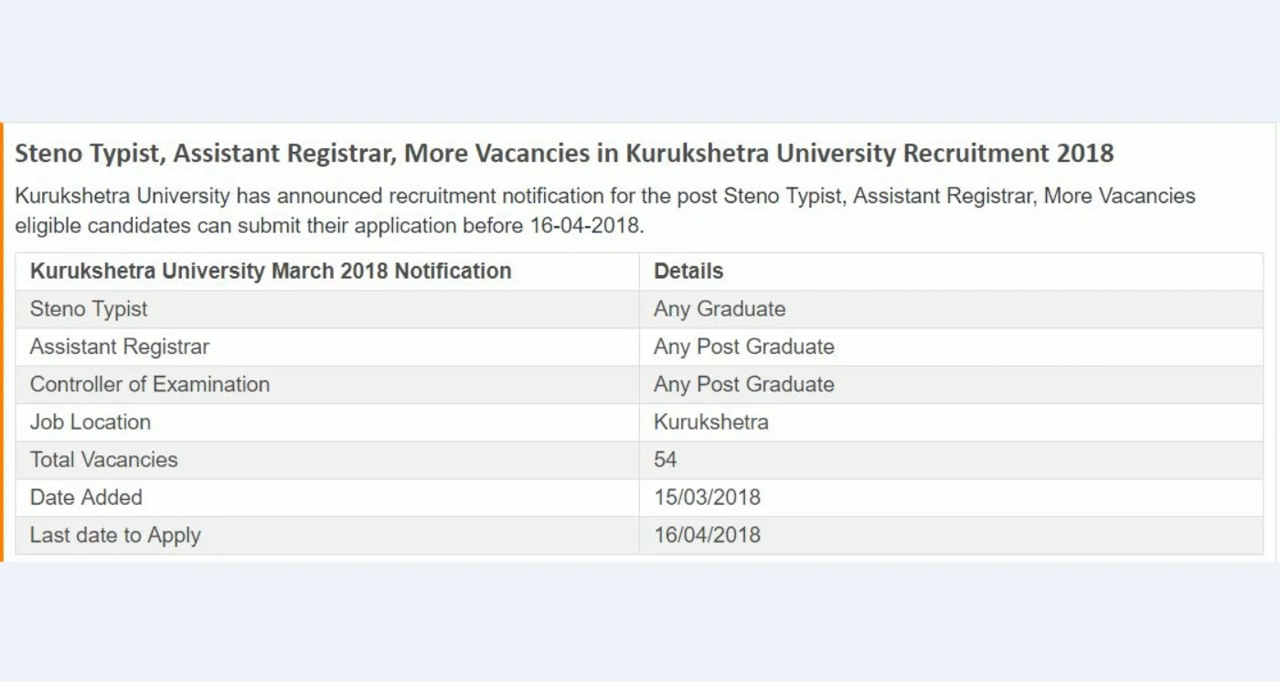 Steno Typist, Assistant Registrar, More Vacancies in Kurukshetra University Recruitment 2018
Kurukshetra University has announced recruitment notification for the post Steno Typist, Assistant Registrar, More Vacancies
eligible candidates can submit their application before 16-04-2018.
Kurukshetra University March 2018 Notification Details
Steno Typist Any Graduate
Assistant Registrar Any Post Graduate
Controller of Examination Any Post Graduate
Job Location Kurukshetra
Total Vacancies 54
Date Added 15/03/2018
Last date to Apply 16/04/2018